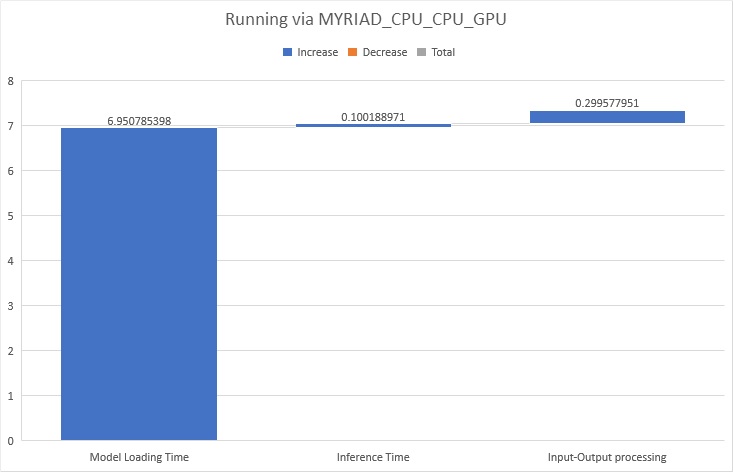 Running via MYRIAD_CPU_CPU_GPU
Increase Decrease Total
8
7
6
5
4
3
2
1
0
6.950785398
0.100188971
0.299577951
Model Loading Time
Inference Time
Input-Output processing